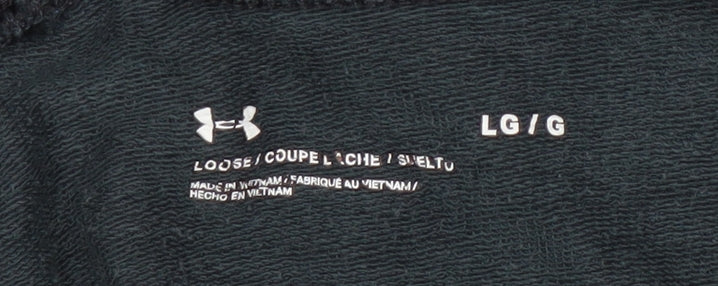 LG / G
LOOSE / COUPE LACHE / SUELTO
MADE IN VIETNAM / FABRIQUÉ AU VIETNAM /
HECHO EN VIETNAM